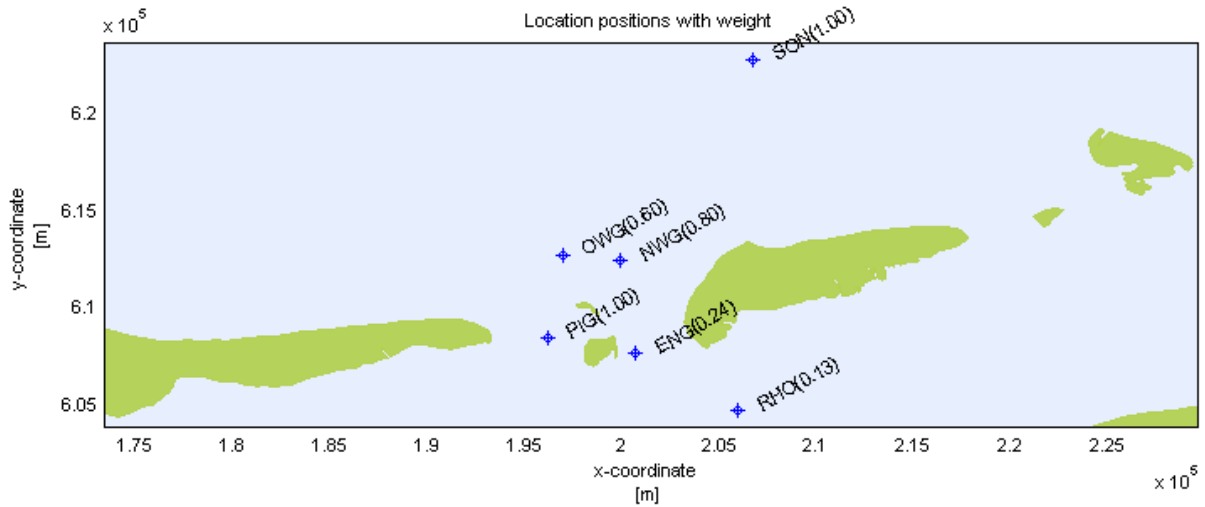 Location positions with weight
x 10^5
SON(1.00)
6.2
6.15
OWG(0.60)
NWG(0.80)
y-coordinate
[m]
6.1
PIG(1.00)
ENG(0.24)
RHO(0.13)
6.05
1.75 1.8 1.85 1.9 1.95 2 2.05 2.1 2.15 2.2 2.25
x-coordinate
[m]
x 10^5